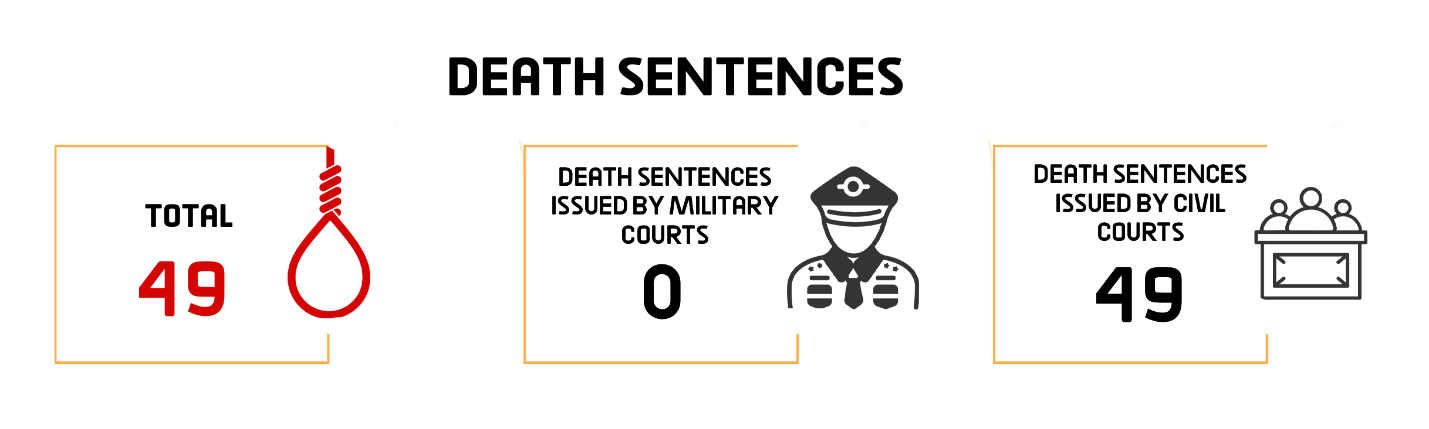 DEATH SENTENCES
TOTAL
49
DEATH SENTENCES
ISSUED BY MILITARY
COURTS
0
DEATH SENTENCES
ISSUED BY CIVIL
COURTS
49